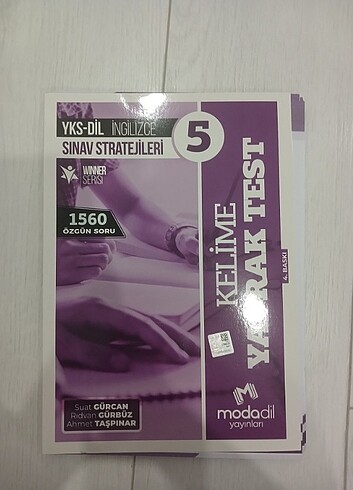 YKS-DİL İNGİLİZCE
SINAV STRATEJİLERİ
5
WINNER
SERİSİ
1560
ÖZGÜN SORU
KELİME
YAPRAK TEST
4. BASKI
Suat GÜRCAN
Rıdvan GÜRBÜZ
Ahmet TAŞPINAR
modadil
yayınları